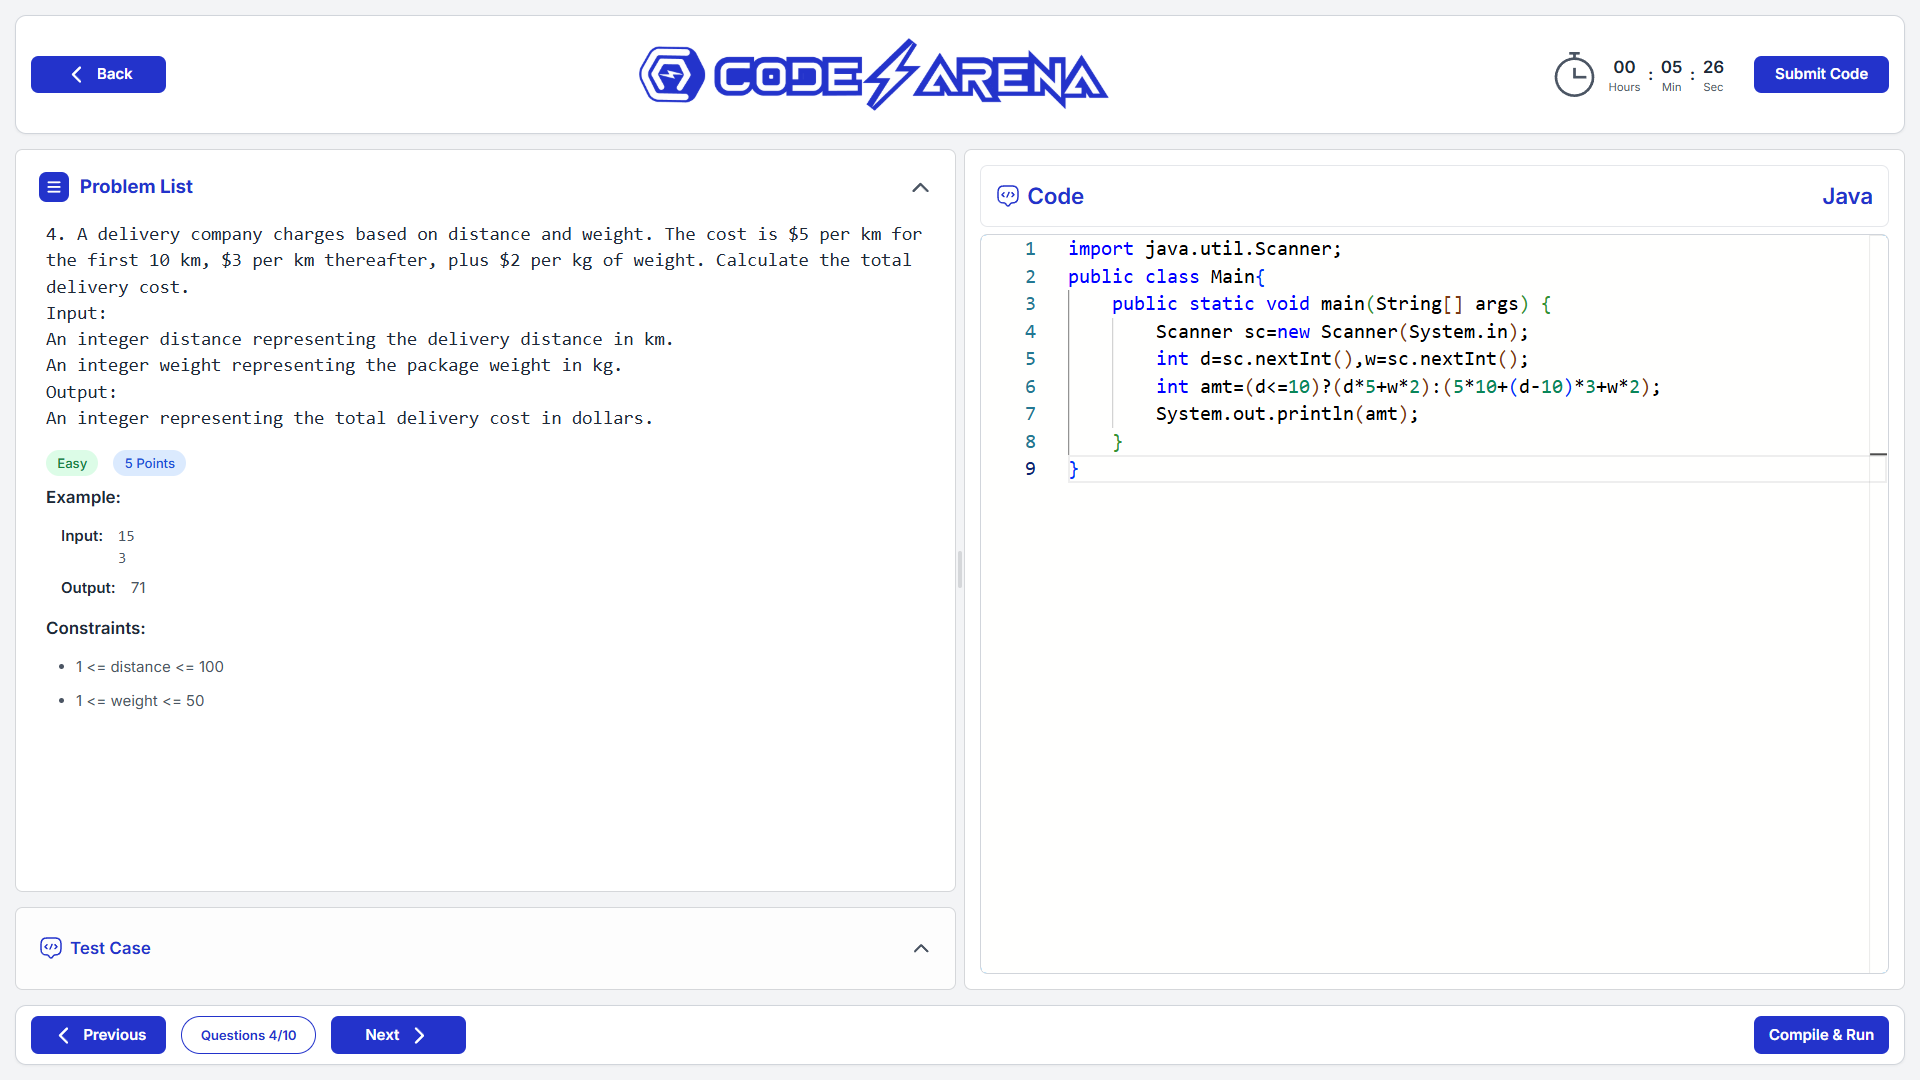 Back
CODE ARENA
00 : 05 : 26
Hours Min Sec
Submit Code
Problem List
4. A delivery company charges based on distance and weight. The cost is $5 per km for
the first 10 km, $3 per km thereafter, plus $2 per kg of weight. Calculate the total
delivery cost.
Input:
An integer distance representing the delivery distance in km.
An integer weight representing the package weight in kg.
Output:
An integer representing the total delivery cost in dollars.
Easy 5 Points
Example:
Input: 15
3
Output: 71
Constraints:
• 1 <= distance <= 100
• 1 <= weight <= 50
Test Case
Code Java
1 import java.util.Scanner;
2 public class Main{
3     public static void main(String[] args) {
4         Scanner sc=new Scanner(System.in);
5         int d=sc.nextInt(),w=sc.nextInt();
6         int amt=(d<=10)?(d*5+w*2):(5*10+(d-10)*3+w*2);
7         System.out.println(amt);
8     }
9 }
Previous
Questions 4/10
Next
Compile & Run